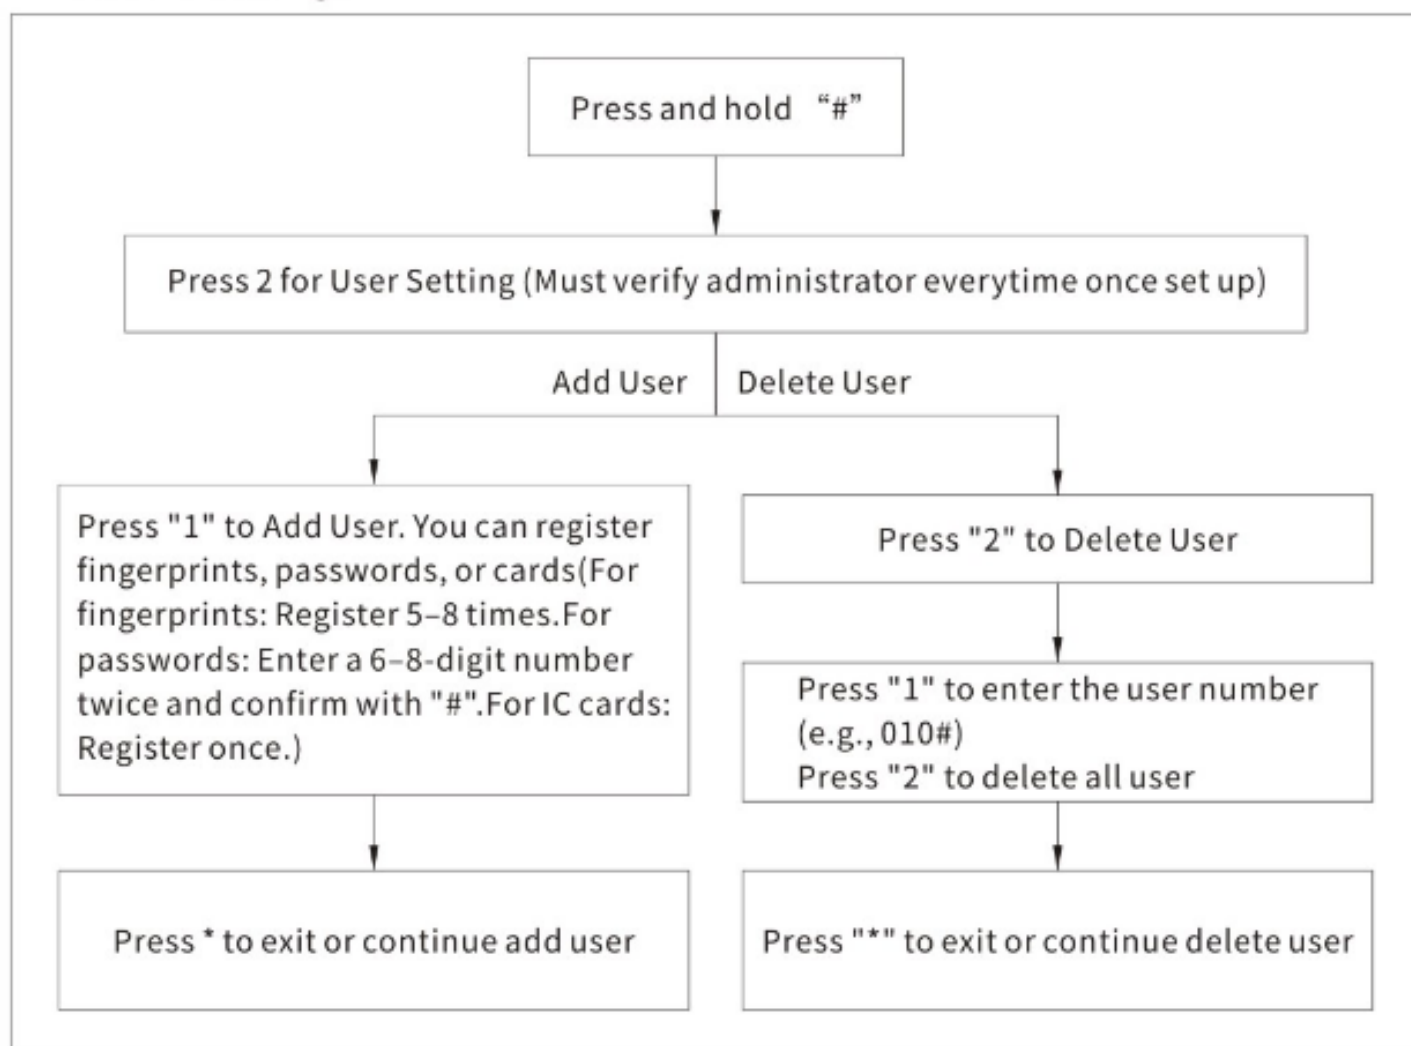 Press and hold “#”
Press 2 for User Setting (Must verify administrator everytime once set up)
Add User
Delete User
Press "1" to Add User. You can register
fingerprints, passwords, or cards(For
fingerprints: Register 5–8 times.For
passwords: Enter a 6–8-digit number
twice and confirm with "#".For IC cards:
Register once.)
Press * to exit or continue add user
Press "2" to Delete User
Press "1" to enter the user number
(e.g., 010#)
Press "2" to delete all user
Press "*" to exit or continue delete user